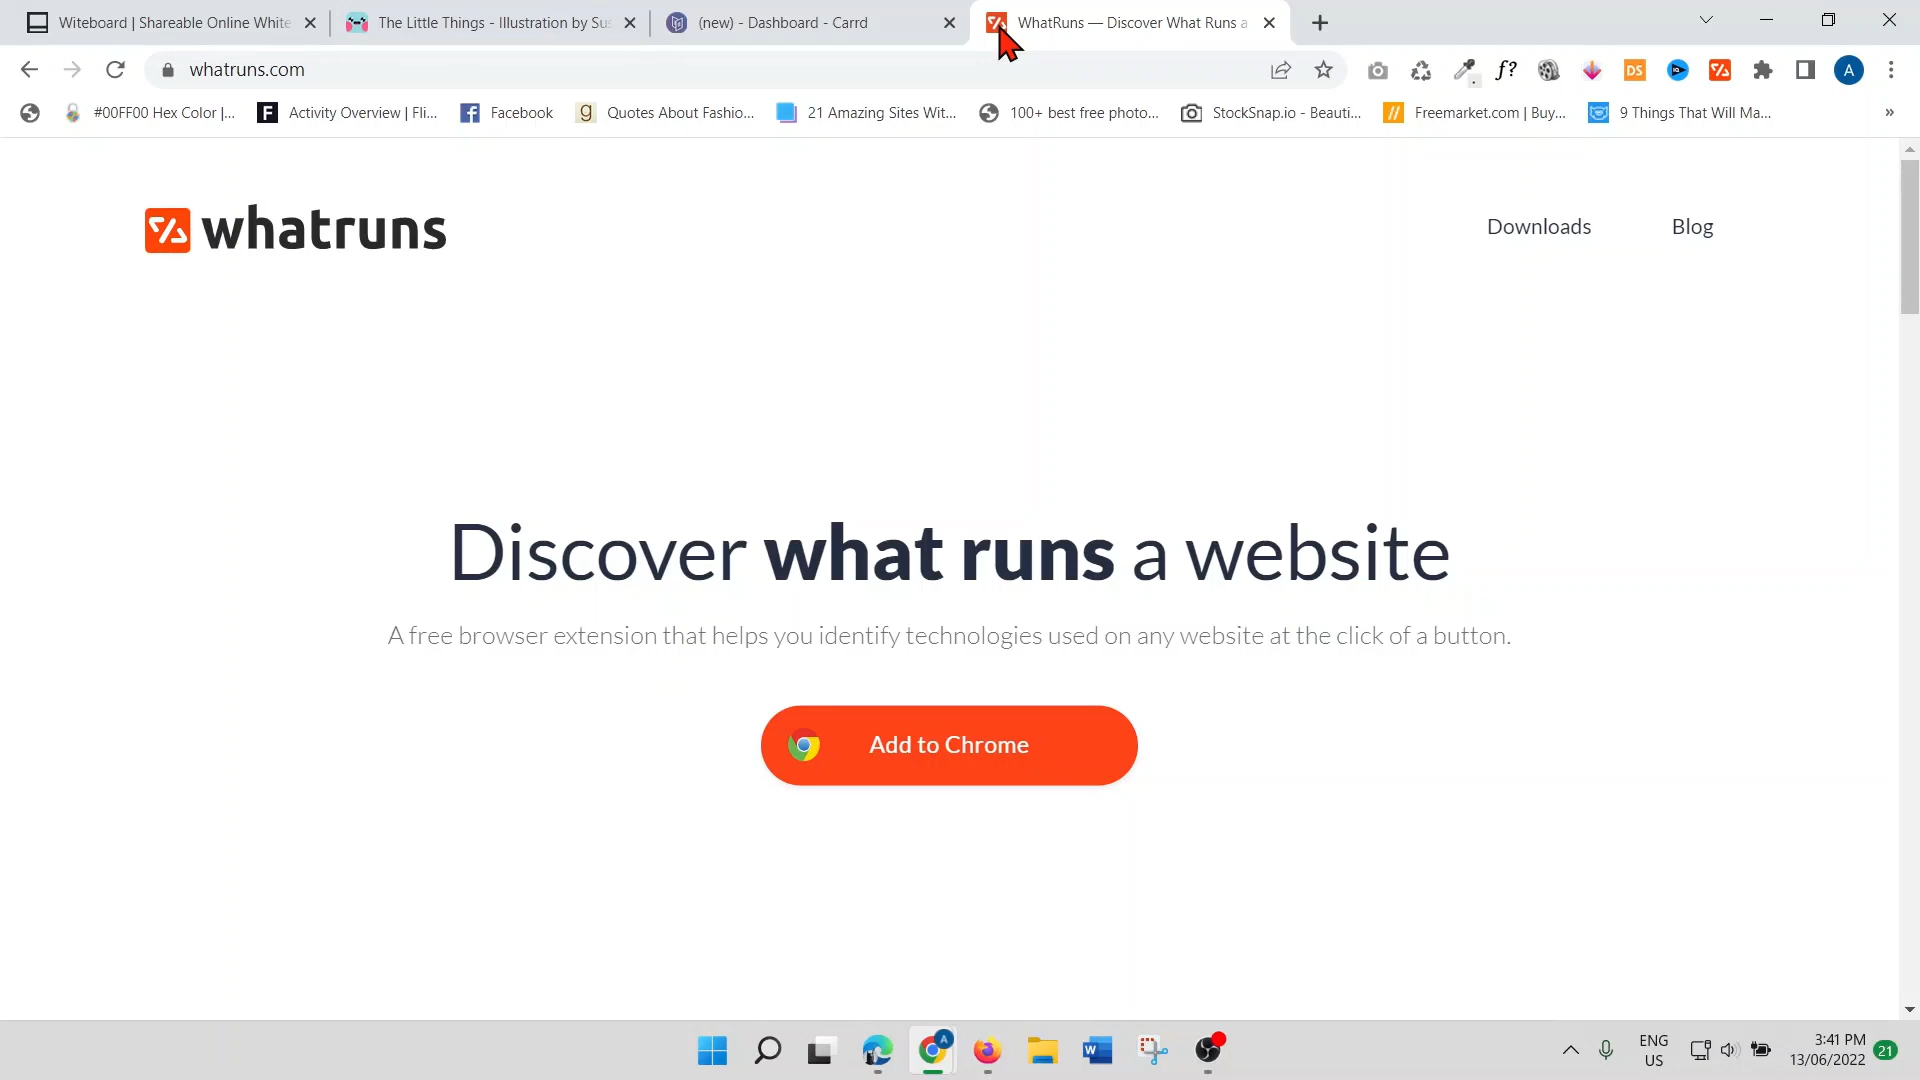 Witeboard | Shareable Online White
The Little Things - Illustration by Sus
(new) - Dashboard - Carrd
WhatRuns — Discover What Runs a
whatruns.com
f?
DS
A
#00FF00 Hex Color |...
F
Activity Overview | Fli...
Facebook
g
Quotes About Fashio...
21 Amazing Sites Wit...
100+ best free photo...
StockSnap.io - Beauti...
Freemarket.com | Buy...
9 Things That Will Ma...
»
whatruns
Downloads
Blog
Discover what runs a website
A free browser extension that helps you identify technologies used on any website at the click of a button.
Add to Chrome
A
W
ENG
US
3:41 PM
13/06/2022
21